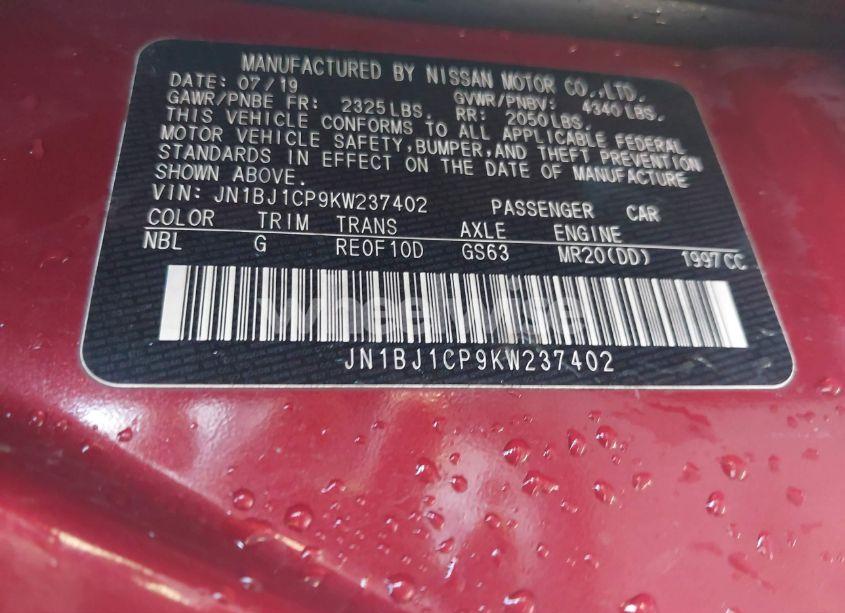 MANUFACTURED BY NISSAN MOTOR CO.,LTD.
DATE: 07/19 GVWR/PNBV: 4340 LBS.
GAWR/PNBE FR: 2325 LBS. RR: 2050 LBS.
THIS VEHICLE CONFORMS TO ALL APPLICABLE FEDERAL
MOTOR VEHICLE SAFETY,BUMPER,AND THEFT PREVENTION
STANDARDS IN EFFECT ON THE DATE OF MANUFACTURE
SHOWN ABOVE.
VIN: JN1BJ1CP9KW237402 PASSENGER CAR
COLOR TRIM TRANS AXLE ENGINE
NBL G RE0F10D GS63 MR20(DD) 1997 CC
wheelwise
JN1BJ1CP9KW237402